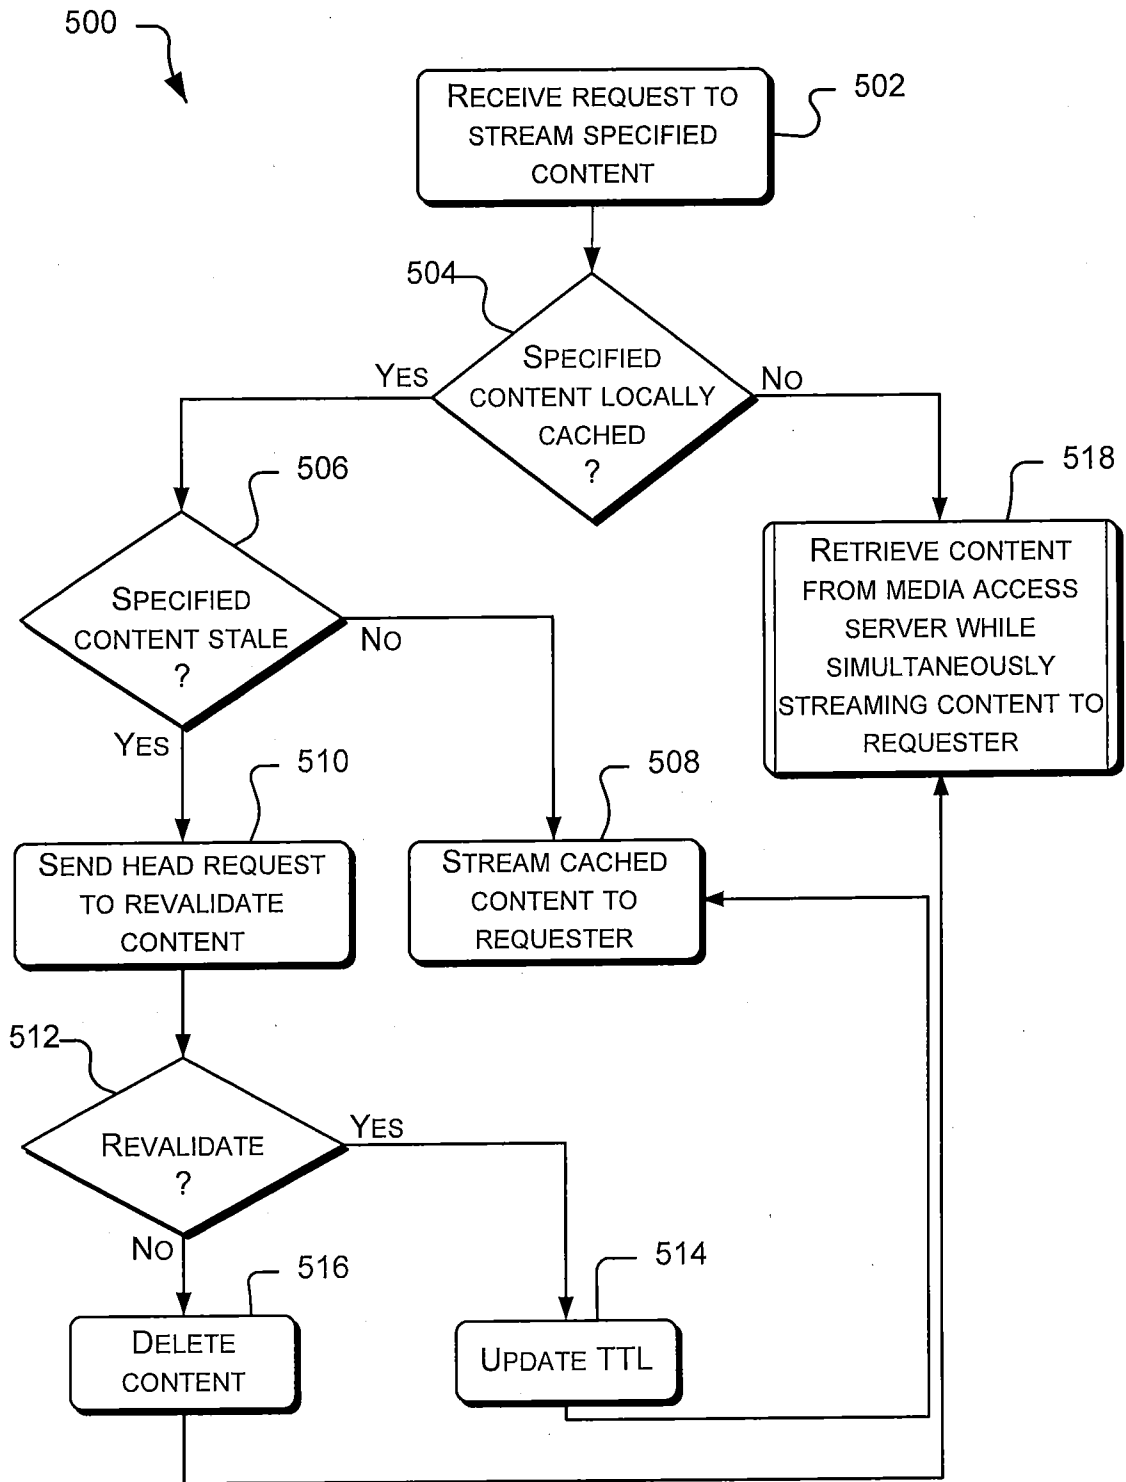 500
RECEIVE REQUEST TO
STREAM SPECIFIED
CONTENT
502
504
SPECIFIED
CONTENT LOCALLY
CACHED
?
YES
NO
506
SPECIFIED
CONTENT STALE
?
NO
YES
518
RETRIEVE CONTENT
FROM MEDIA ACCESS
SERVER WHILE
SIMULTANEOUSLY
STREAMING CONTENT TO
REQUESTER
510
SEND HEAD REQUEST
TO REVALIDATE
CONTENT
508
STREAM CACHED
CONTENT TO
REQUESTER
512
REVALIDATE
?
YES
NO
516
DELETE
CONTENT
514
UPDATE TTL